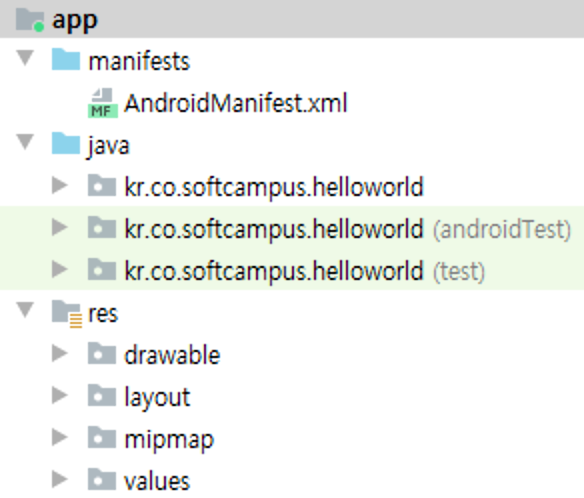 app
manifests
MF AndroidManifest.xml
java
kr.co.softcampus.helloworld
kr.co.softcampus.helloworld (androidTest)
kr.co.softcampus.helloworld (test)
res
drawable
layout
mipmap
values